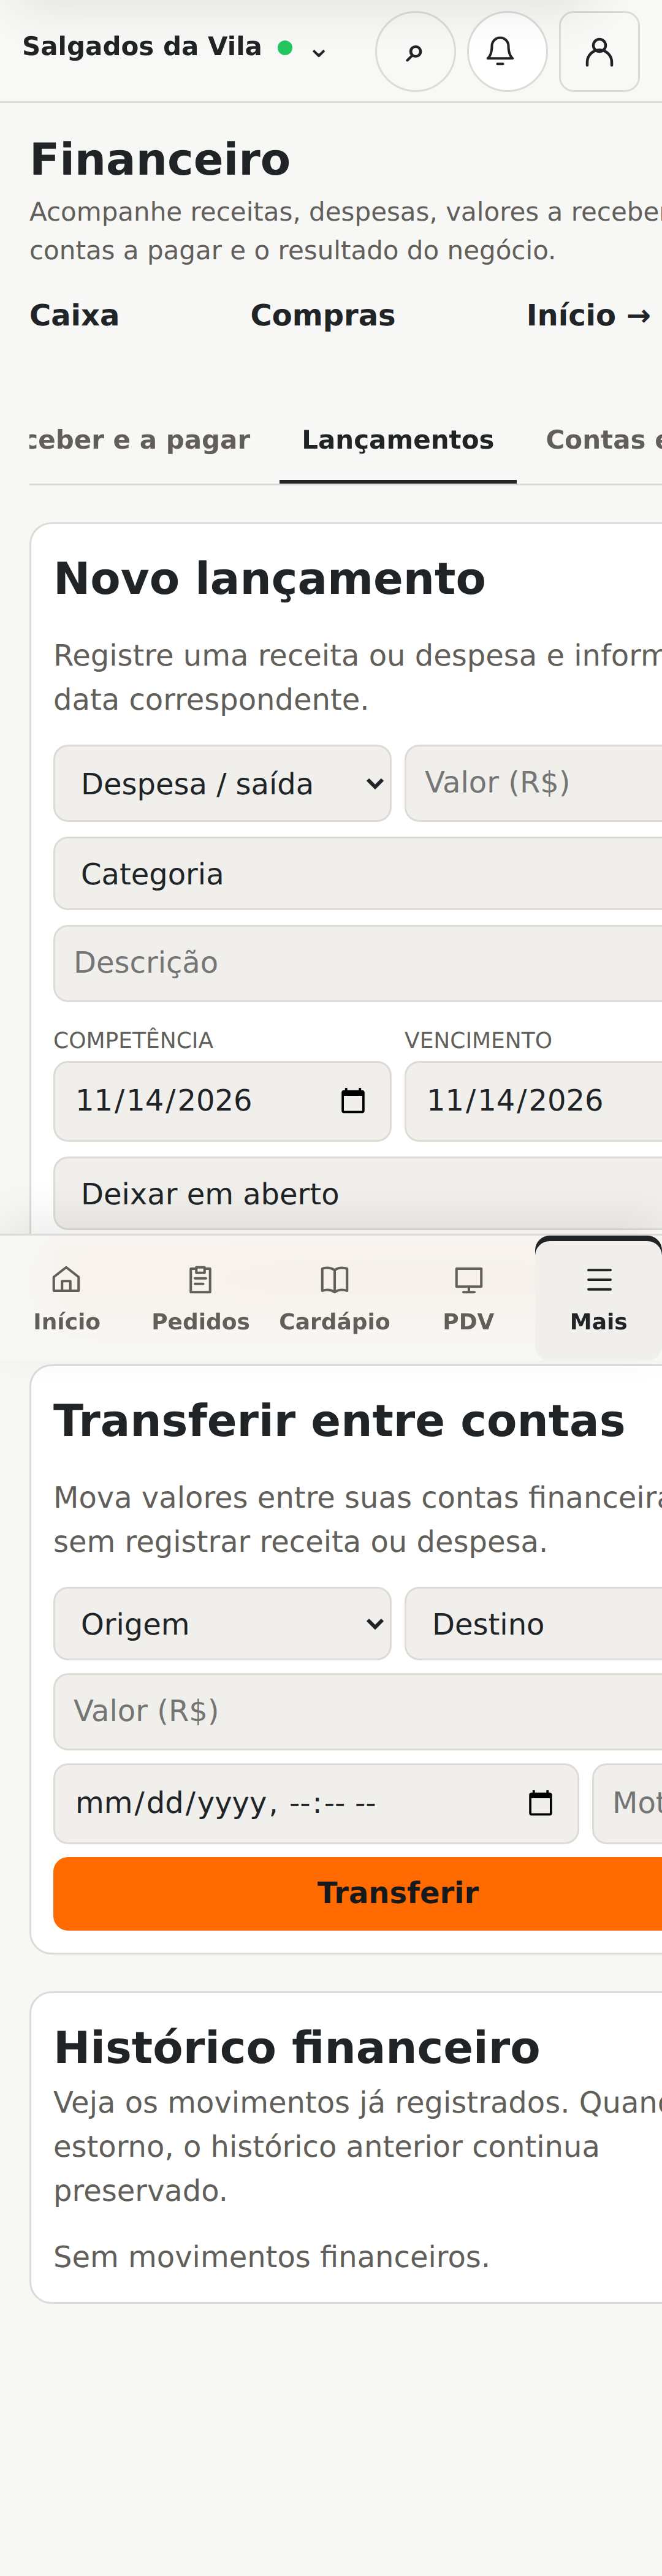 Salgados da Vila
Financeiro
Acompanhe receitas, despesas, valores a receber
contas a pagar e o resultado do negócio.
Caixa Compras Início →
ceber e a pagar Lançamentos Contas e
Novo lançamento
Registre uma receita ou despesa e inform
data correspondente.
Despesa / saída Valor (R$)
Categoria
Descrição
COMPETÊNCIA VENCIMENTO
11/14/2026 11/14/2026
Deixar em aberto
Início Pedidos Cardápio PDV Mais
Transferir entre contas
Mova valores entre suas contas financeira
sem registrar receita ou despesa.
Origem Destino
Valor (R$)
mm/dd/yyyy, --:-- -- Mot
Transferir
Histórico financeiro
Veja os movimentos já registrados. Quan
estorno, o histórico anterior continua
preservado.
Sem movimentos financeiros.